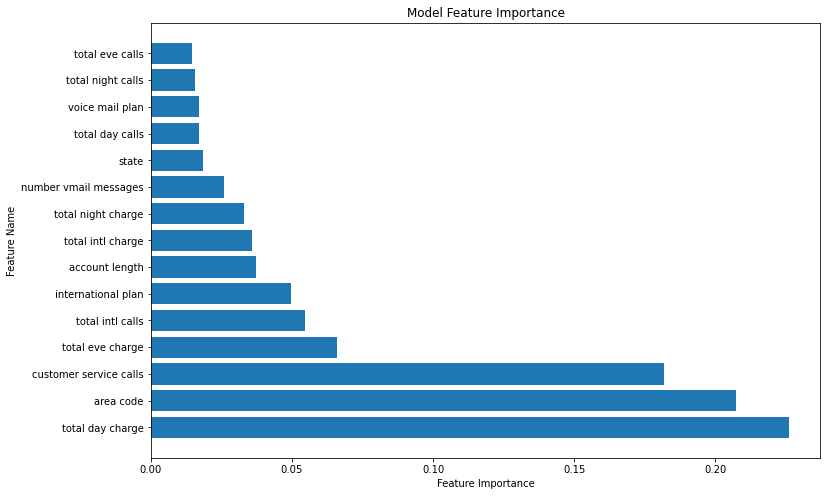 Model Feature Importance
total eve calls
total night calls
voice mail plan
total day calls
state
number vmail messages
total night charge
total intl charge
account length
international plan
total intl calls
total eve charge
customer service calls
area code
total day charge
Feature Name
0.00 0.05 0.10 0.15 0.20
Feature Importance